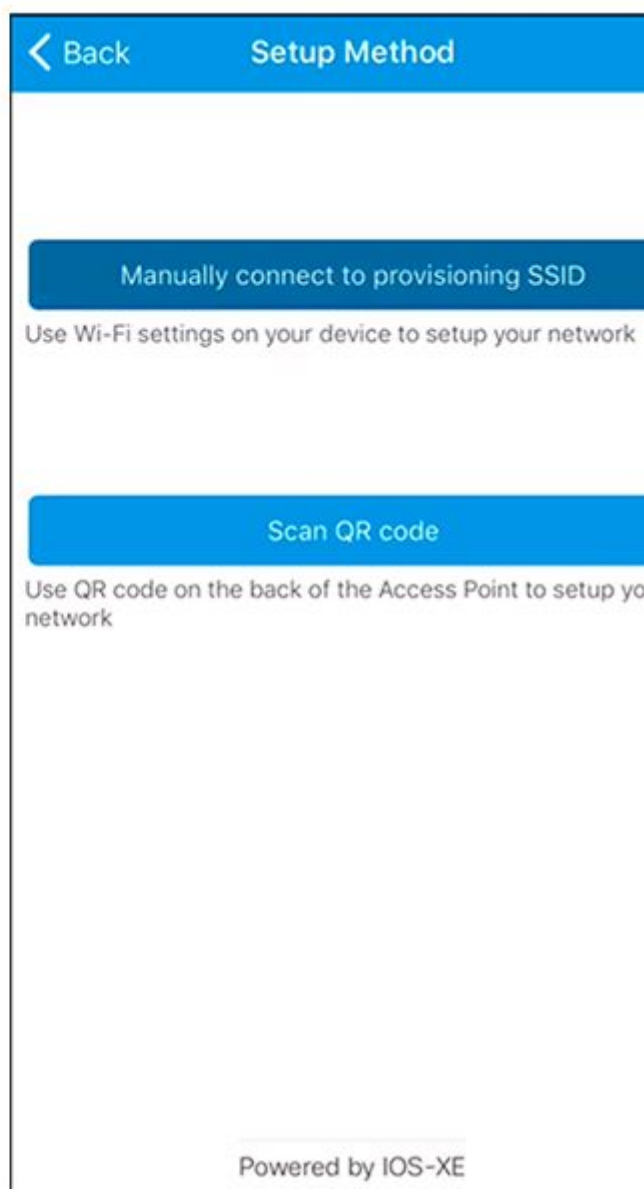 Back
Setup Method
Manually connect to provisioning SSID
Use Wi-Fi settings on your device to setup your network
Scan QR code
Use QR code on the back of the Access Point to setup yo
network
Powered by IOS-XE